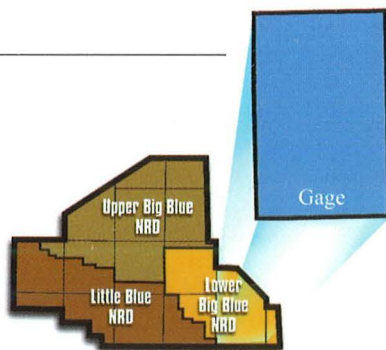 Gage
Upper Big Blue
NRD
Little Blue
NRD
Lower
Big Blue
NRD